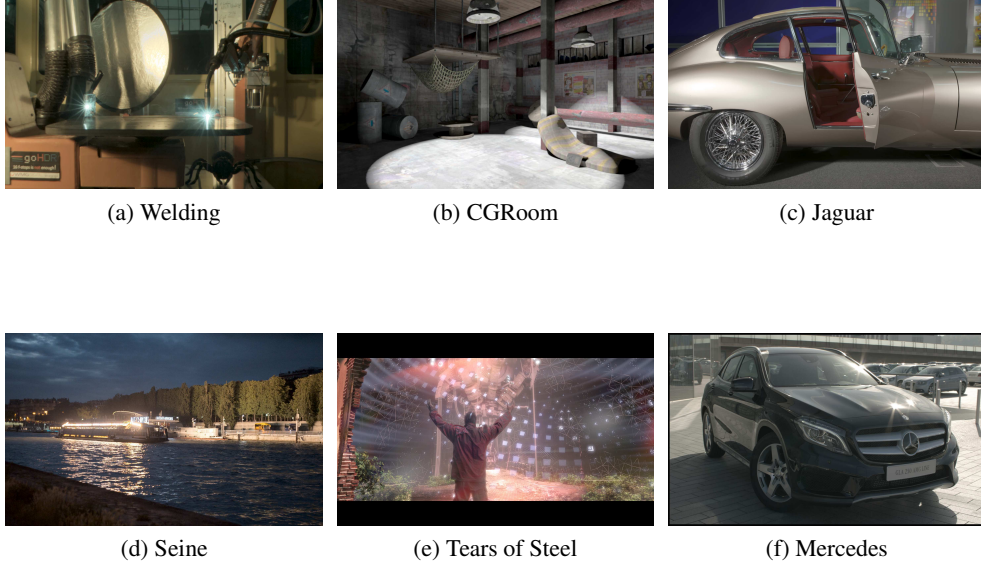 goHDR
(a) Welding
(b) CGRoom
(c) Jaguar
(d) Seine
(e) Tears of Steel
(f) Mercedes